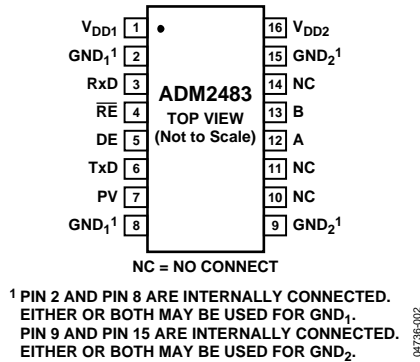 V_DD1 1 16 V_DD2
GND₁¹ 2 15 GND₂¹
RxD 3 14 NC
R̅E̅ 4 13 B
DE 5 12 A
TxD 6 11 NC
PV 7 10 NC
GND₁¹ 8 9 GND₂¹
ADM2483
TOP VIEW
(Not to Scale)
NC = NO CONNECT
¹ PIN 2 AND PIN 8 ARE INTERNALLY CONNECTED.
EITHER OR BOTH MAY BE USED FOR GND₁.
PIN 9 AND PIN 15 ARE INTERNALLY CONNECTED.
EITHER OR BOTH MAY BE USED FOR GND₂.
04736-002